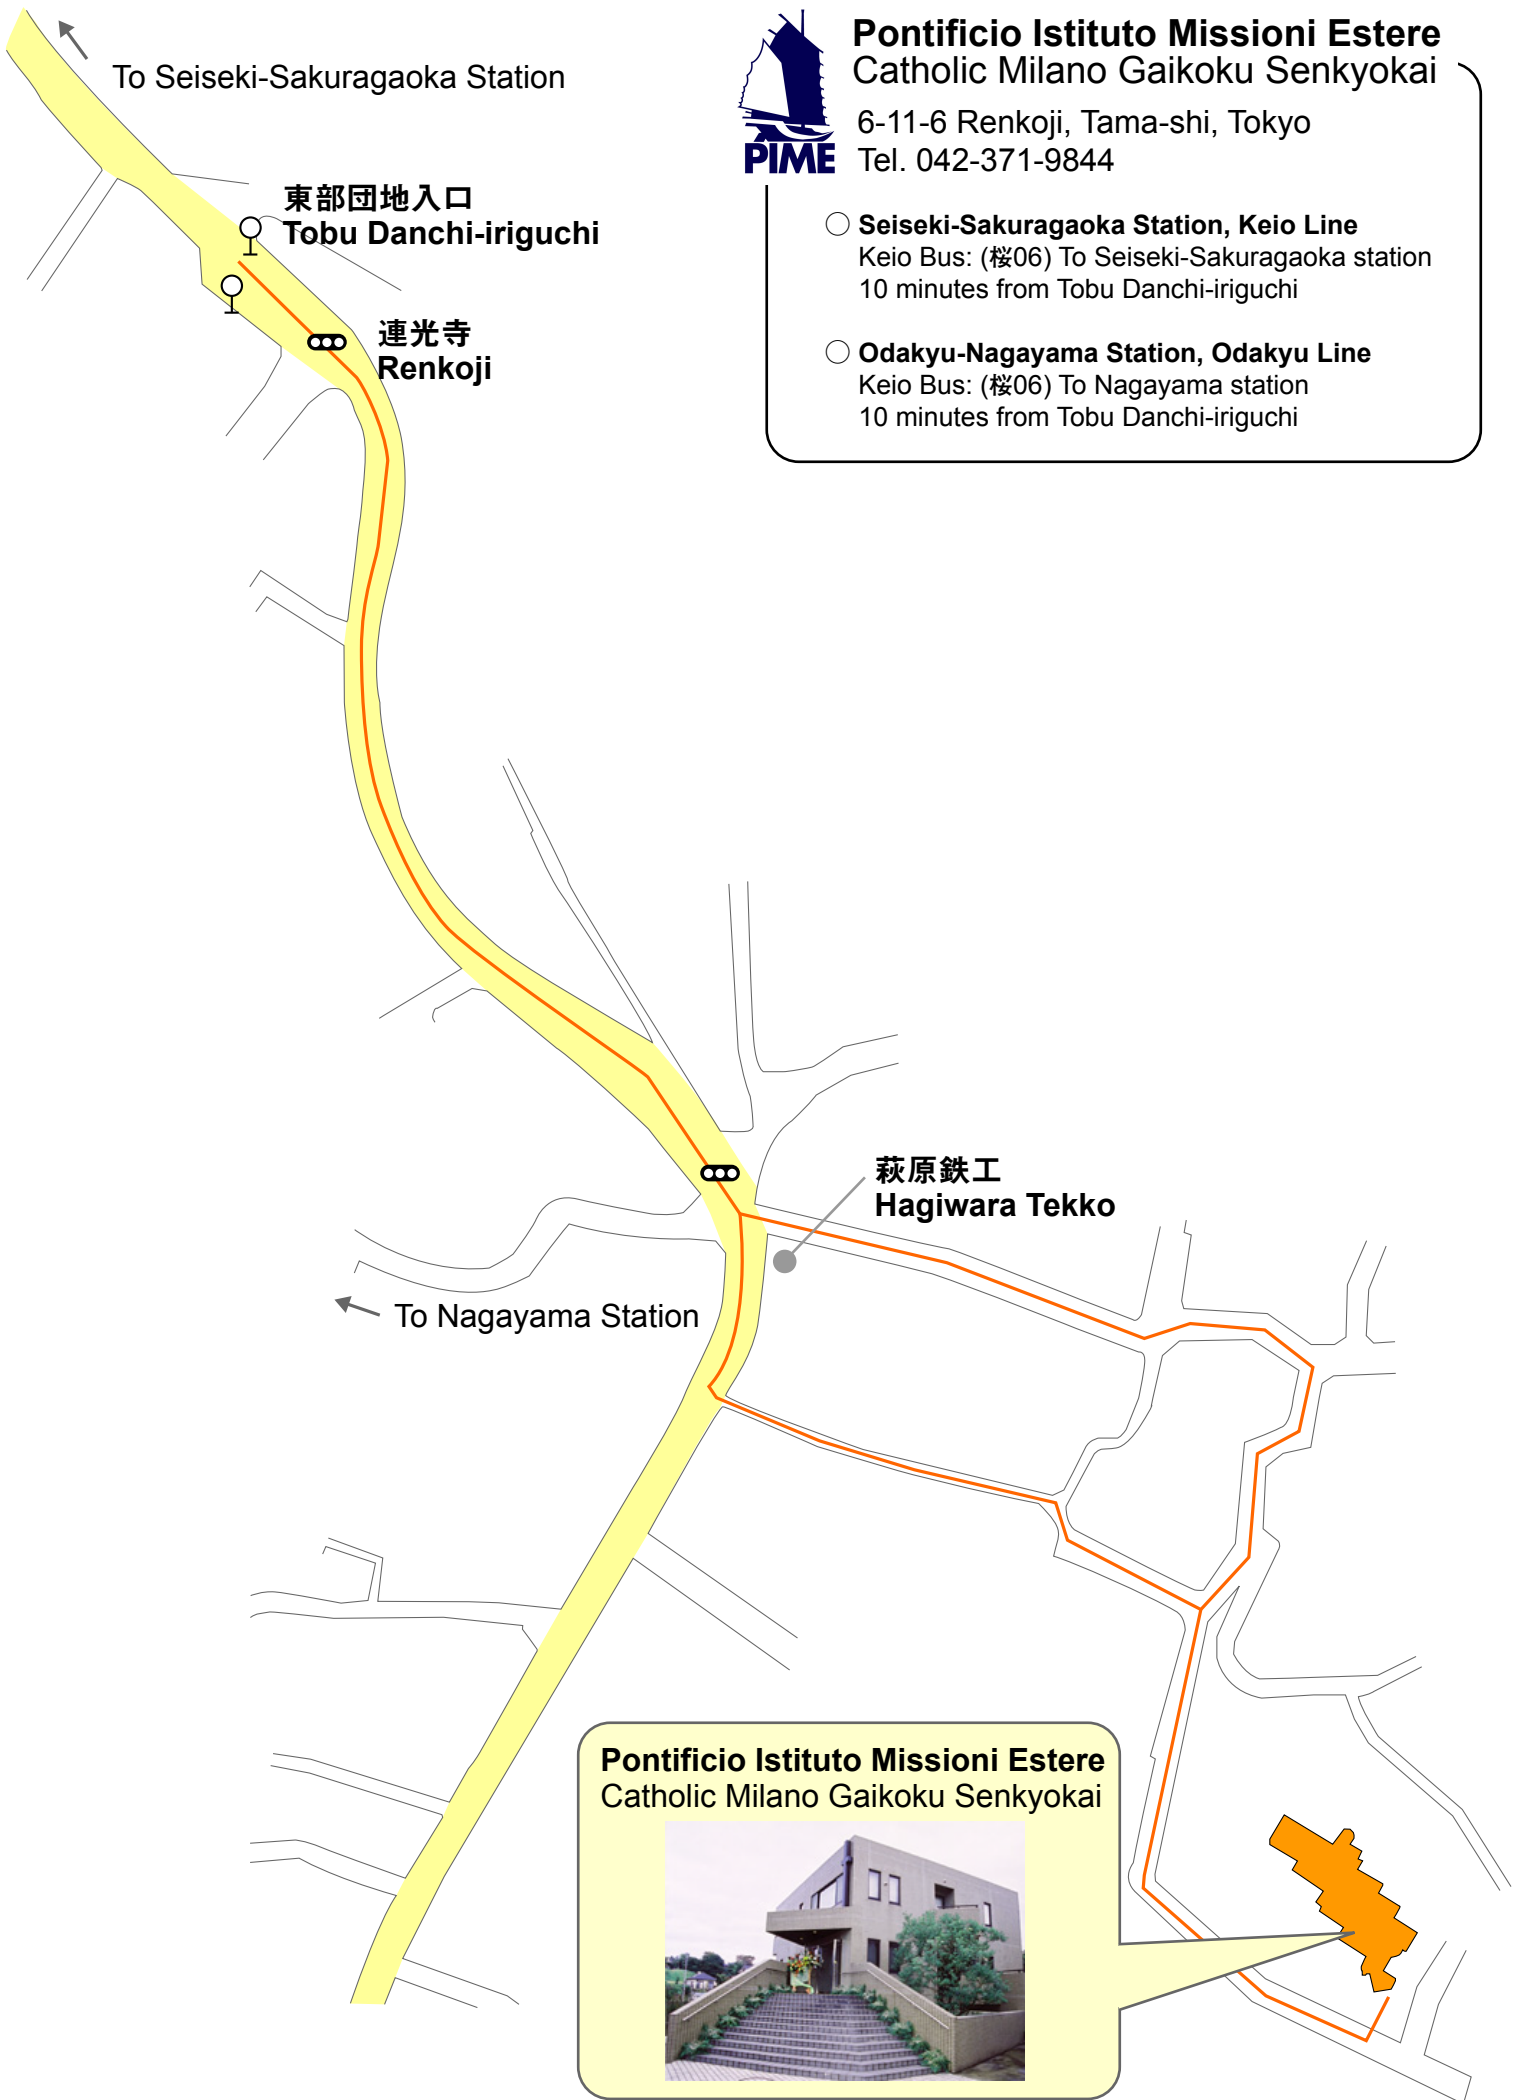 To Seiseki-Sakuragaoka Station
PIME
Pontificio Istituto Missioni Estere
Catholic Milano Gaikoku Senkyokai
6-11-6 Renkoji, Tama-shi, Tokyo
Tel. 042-371-9844
○ Seiseki-Sakuragaoka Station, Keio Line
Keio Bus: (桜06) To Seiseki-Sakuragaoka station
10 minutes from Tobu Danchi-iriguchi
○ Odakyu-Nagayama Station, Odakyu Line
Keio Bus: (桜06) To Nagayama station
10 minutes from Tobu Danchi-iriguchi
東部団地入口
Tobu Danchi-iriguchi
連光寺
Renkoji
萩原鉄工
Hagiwara Tekko
To Nagayama Station
Pontificio Istituto Missioni Estere
Catholic Milano Gaikoku Senkyokai